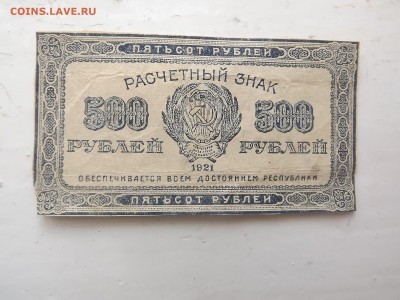 COINS.LAVE.RU
ПЯТЬСОТ РУБЛЕЙ
РАСЧЕТНЫЙ ЗНАК
500 500
РУБЛЕЙ РУБЛЕЙ
1921
ОБЕСПЕЧИВАЕТСЯ ВСЕМ ДОСТОЯНИЕМ РЕСПУБЛИКИ
ПЯТЬСОТ РУБЛЕЙ